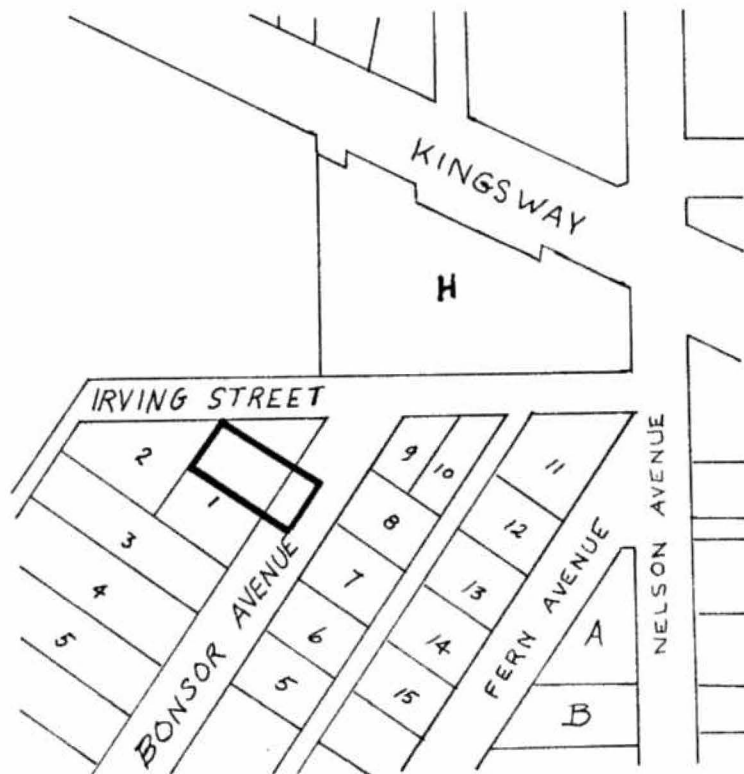 KINGSWAY
H
IRVING STREET
2
1
3
4
5
9
10
8
7
6
5
11
12
13
14
15
BONSOR AVENUE
FERN AVENUE
NELSON AVENUE
A
B